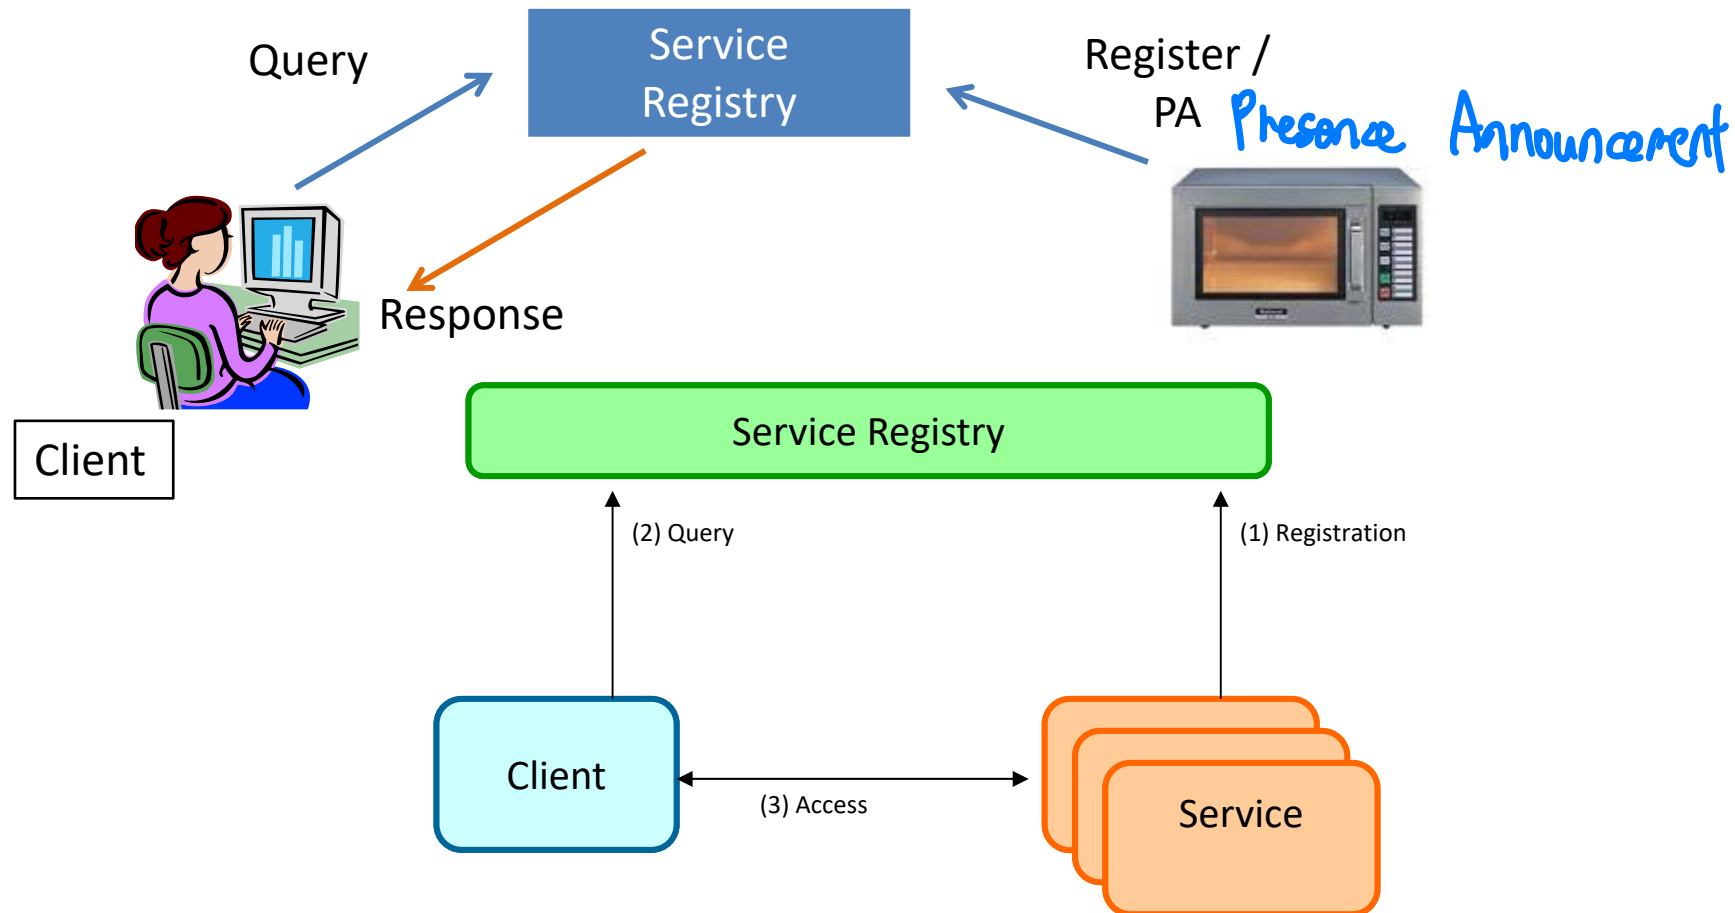 Query
Service
Registry
Register /
PA Presence Announcement
Response
Client
Service Registry
(2) Query
(1) Registration
Client
(3) Access
Service